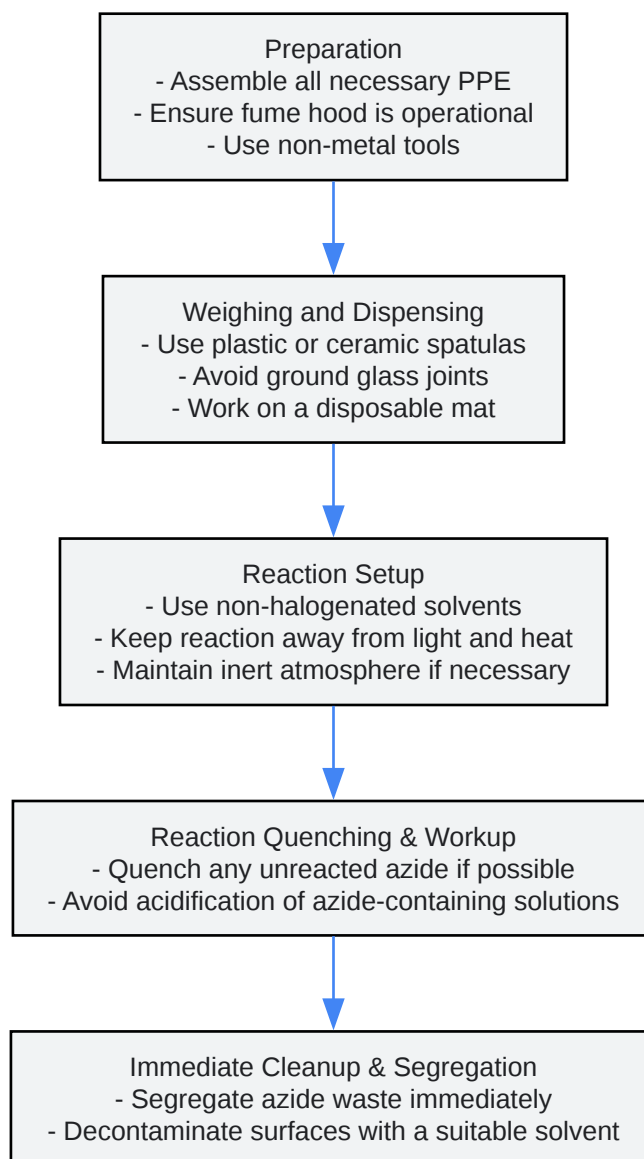 Preparation
- Assemble all necessary PPE
- Ensure fume hood is operational
- Use non-metal tools
Weighing and Dispensing
- Use plastic or ceramic spatulas
- Avoid ground glass joints
- Work on a disposable mat
Reaction Setup
- Use non-halogenated solvents
- Keep reaction away from light and heat
- Maintain inert atmosphere if necessary
Reaction Quenching & Workup
- Quench any unreacted azide if possible
- Avoid acidification of azide-containing solutions
Immediate Cleanup & Segregation
- Segregate azide waste immediately
- Decontaminate surfaces with a suitable solvent